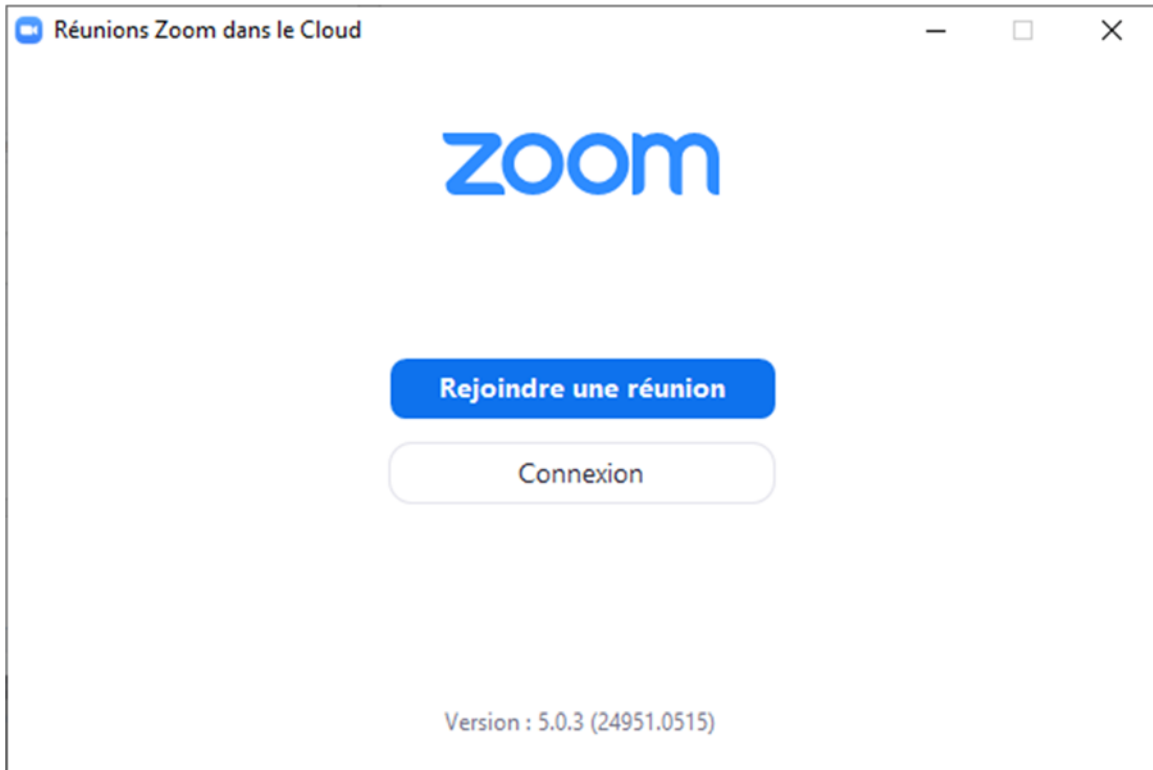 Réunions Zoom dans le Cloud
zoom
Rejoindre une réunion
Connexion
Version : 5.0.3 (24951.0515)